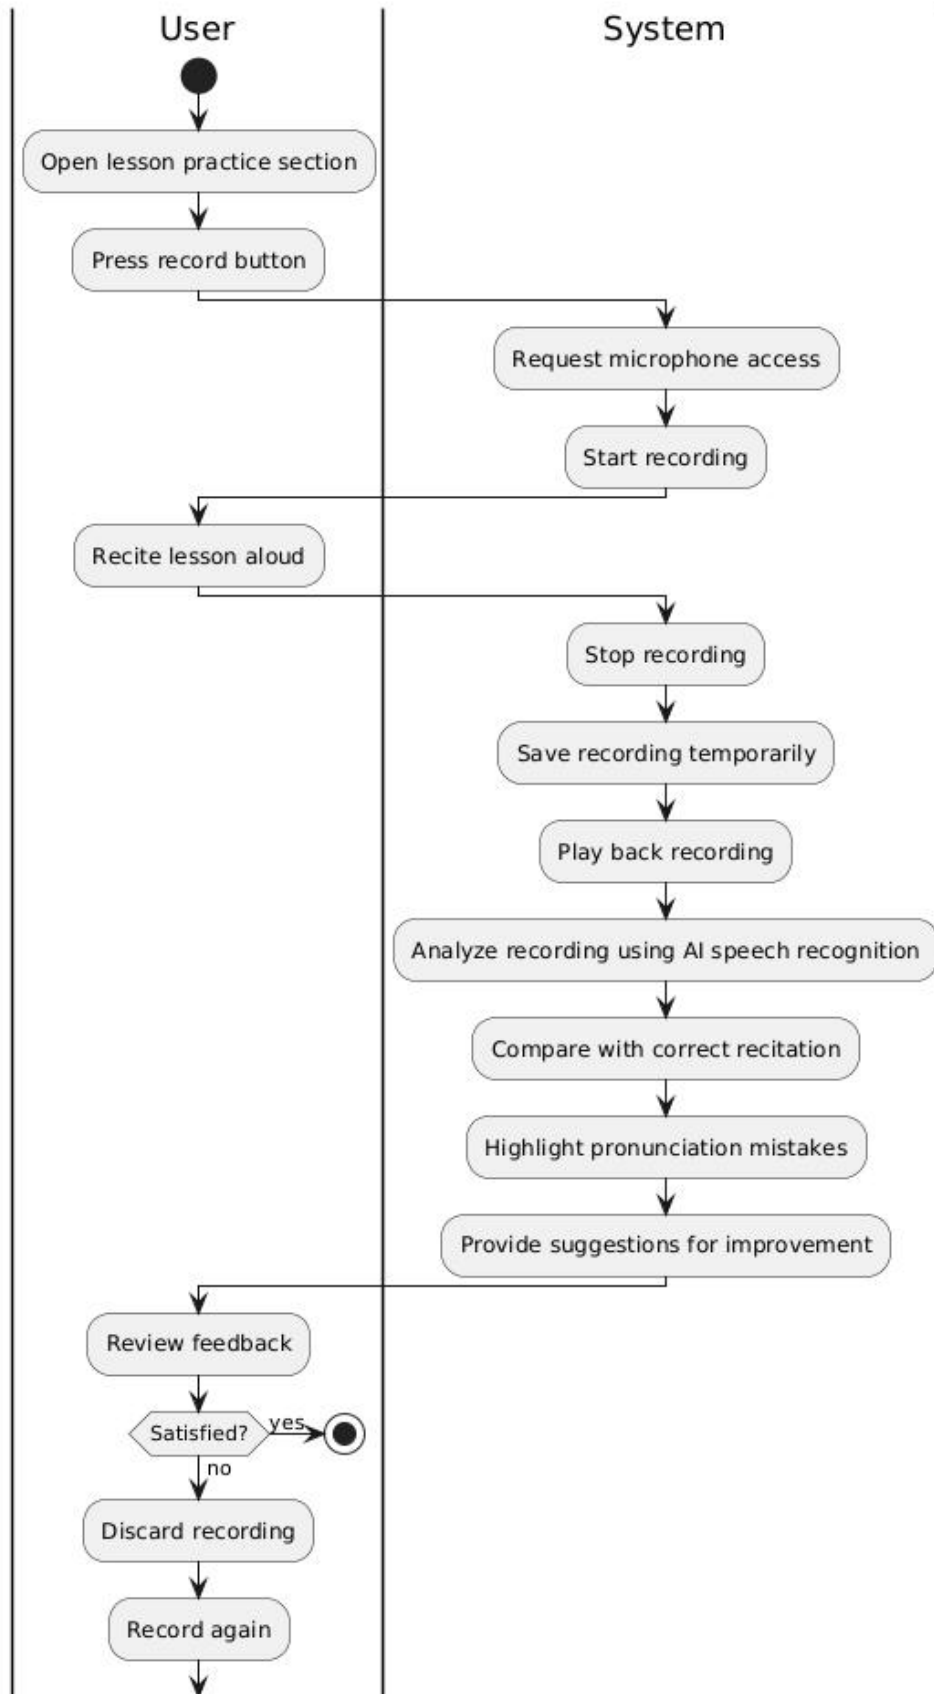 User
System
Open lesson practice section
Press record button
Request microphone access
Start recording
Recite lesson aloud
Stop recording
Save recording temporarily
Play back recording
Analyze recording using AI speech recognition
Compare with correct recitation
Highlight pronunciation mistakes
Provide suggestions for improvement
Review feedback
Satisfied?
yes
no
Discard recording
Record again